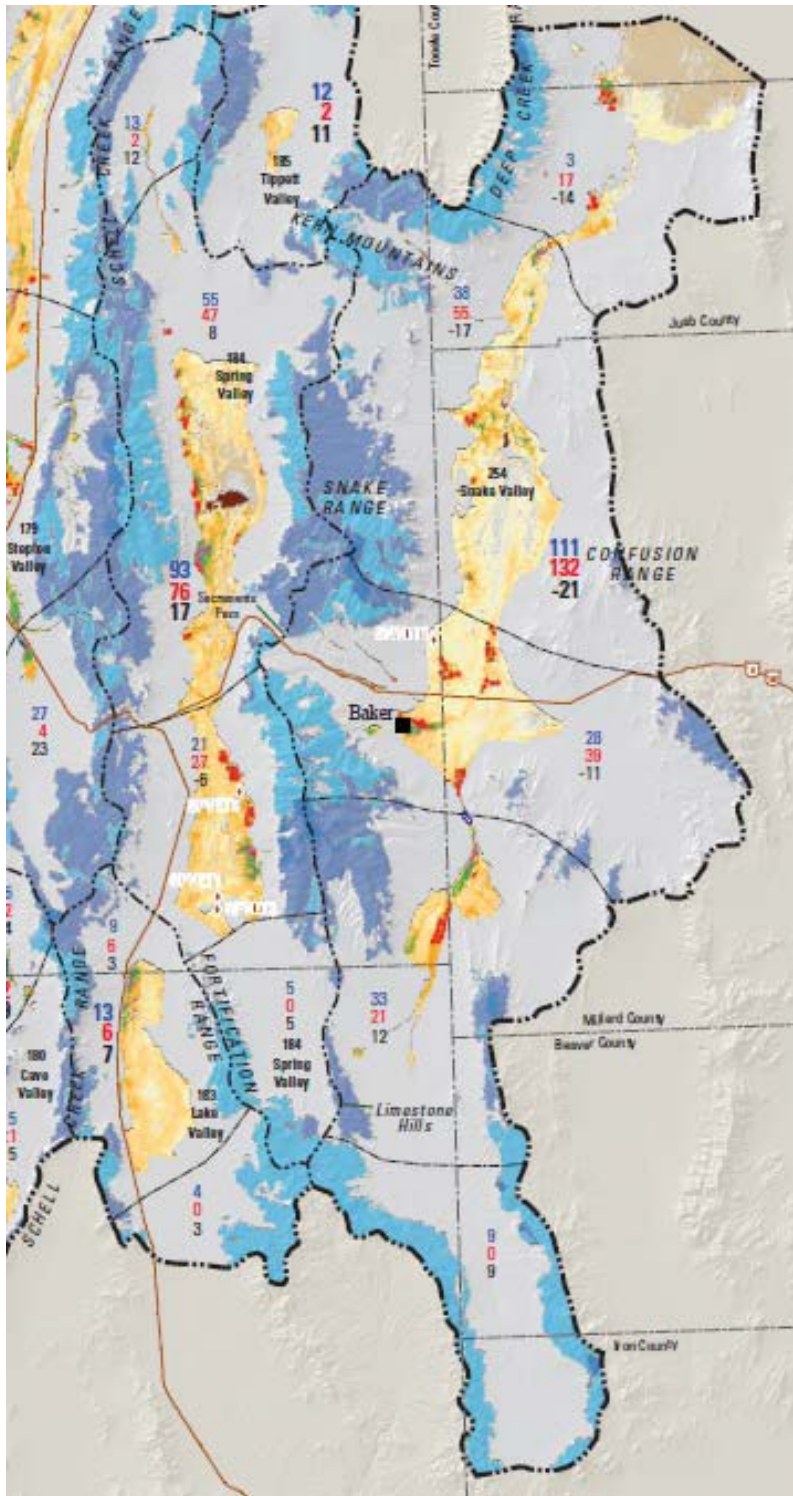 Tooele County
RANGE
CREEK
SCHELL
DEEP CREEK
12
2
11
13
2
12
195
Tippett
Valley
3
17
-14
KERN MOUNTAINS
55
47
8
38
55
-17
Juab County
184
Spring
Valley
SNAKE
RANGE
254
Snake Valley
179
Steptoe
Valley
93
76
17
111
132
-21
CONFUSION
RANGE
Sacramento
Pass
6
Baker
27
4
23
21
27
-6
28
39
-11
9
6
3
RANGE
CREEK
SCHELL
FORTIFICATION
RANGE
5
0
5
184
Spring
Valley
33
21
12
13
6
7
180
Cave
Valley
183
Lake
Valley
Millard County
Beaver County
Limestone
Hills
4
0
3
9
0
9
Iron County